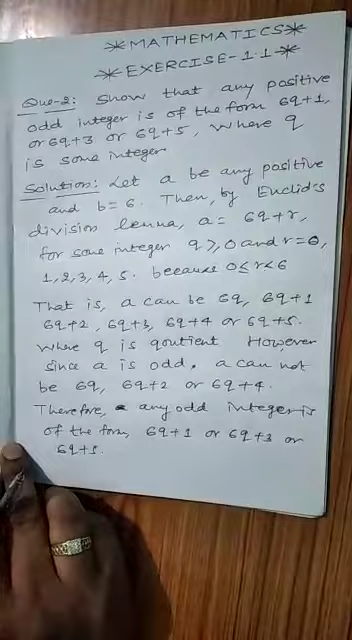 *MATHEMATICS*
*EXERCISE-1.1*
Que-2: Show that any positive
odd integer is of the form 6q+1,
or 6q+3 or 6q+5, where q
is some integer.
Solution: Let a be any positive
and b=6. Then, by Euclid's
division lemma, a= 6q+r,
for some integer q≥0 and r=0,
1,2,3,4,5. because 0≤r<6
That is, a can be 6q, 6q+1
6q+2, 6q+3, 6q+4 or 6q+5.
Where q is qoutient However
since a is odd. a can not
be 6q, 6q+2 or 6q+4.
Therefore, any odd integer is
of the form, 6q+1 or 6q+3 or
6q+5.